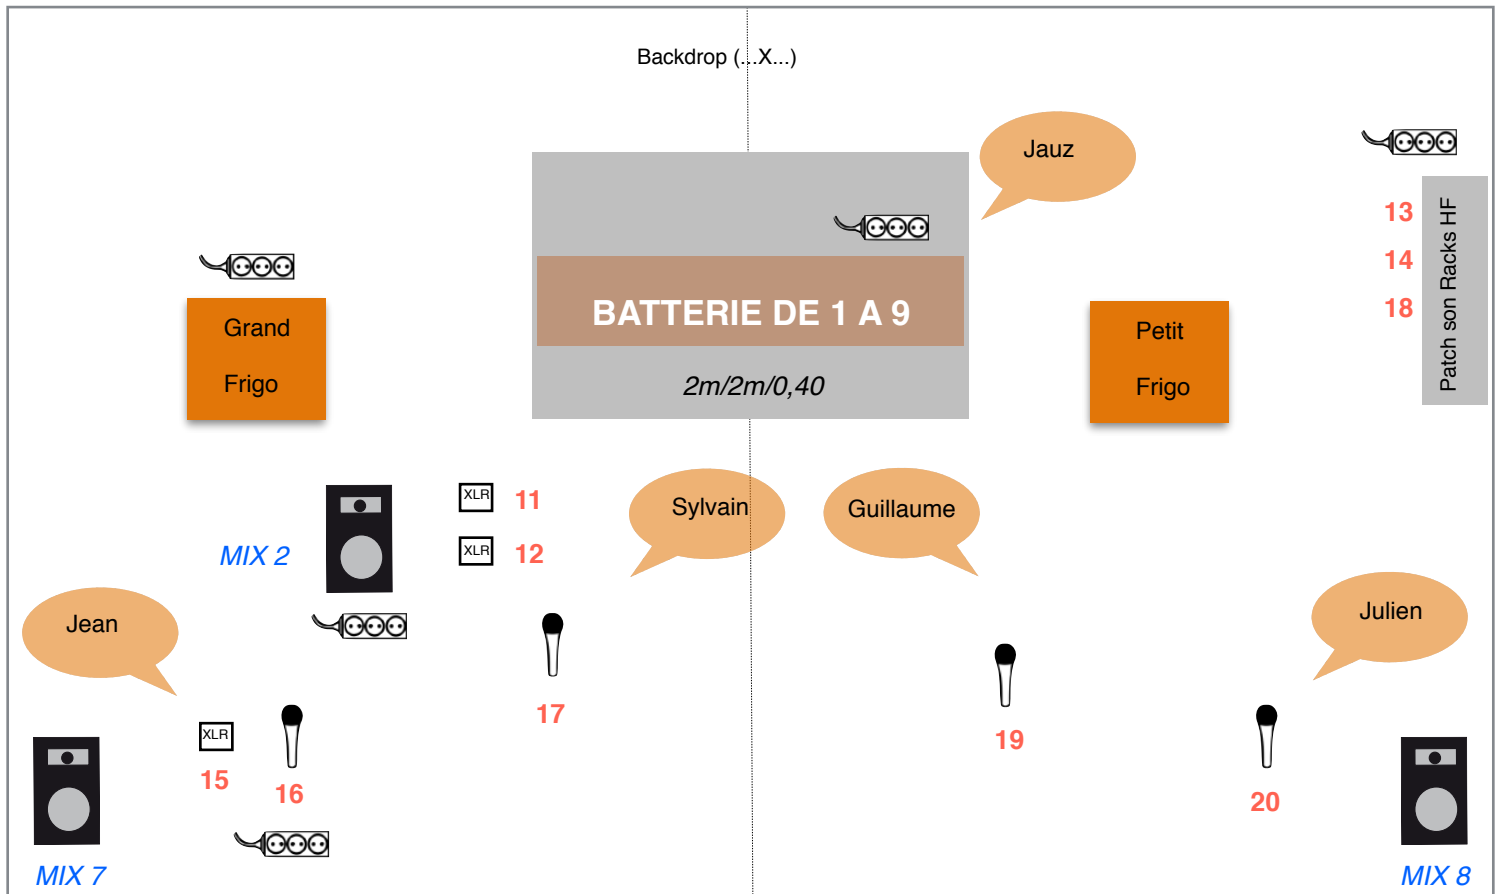 Backdrop (...X...)
Jauz
13
14
18
Patch son Racks HF
BATTERIE DE 1 A 9
2m/2m/0,40
Grand
Frigo
Petit
Frigo
XLR
11
XLR
12
MIX 2
Sylvain
Guillaume
Jean
Julien
17
19
XLR
15
16
20
MIX 7
MIX 8